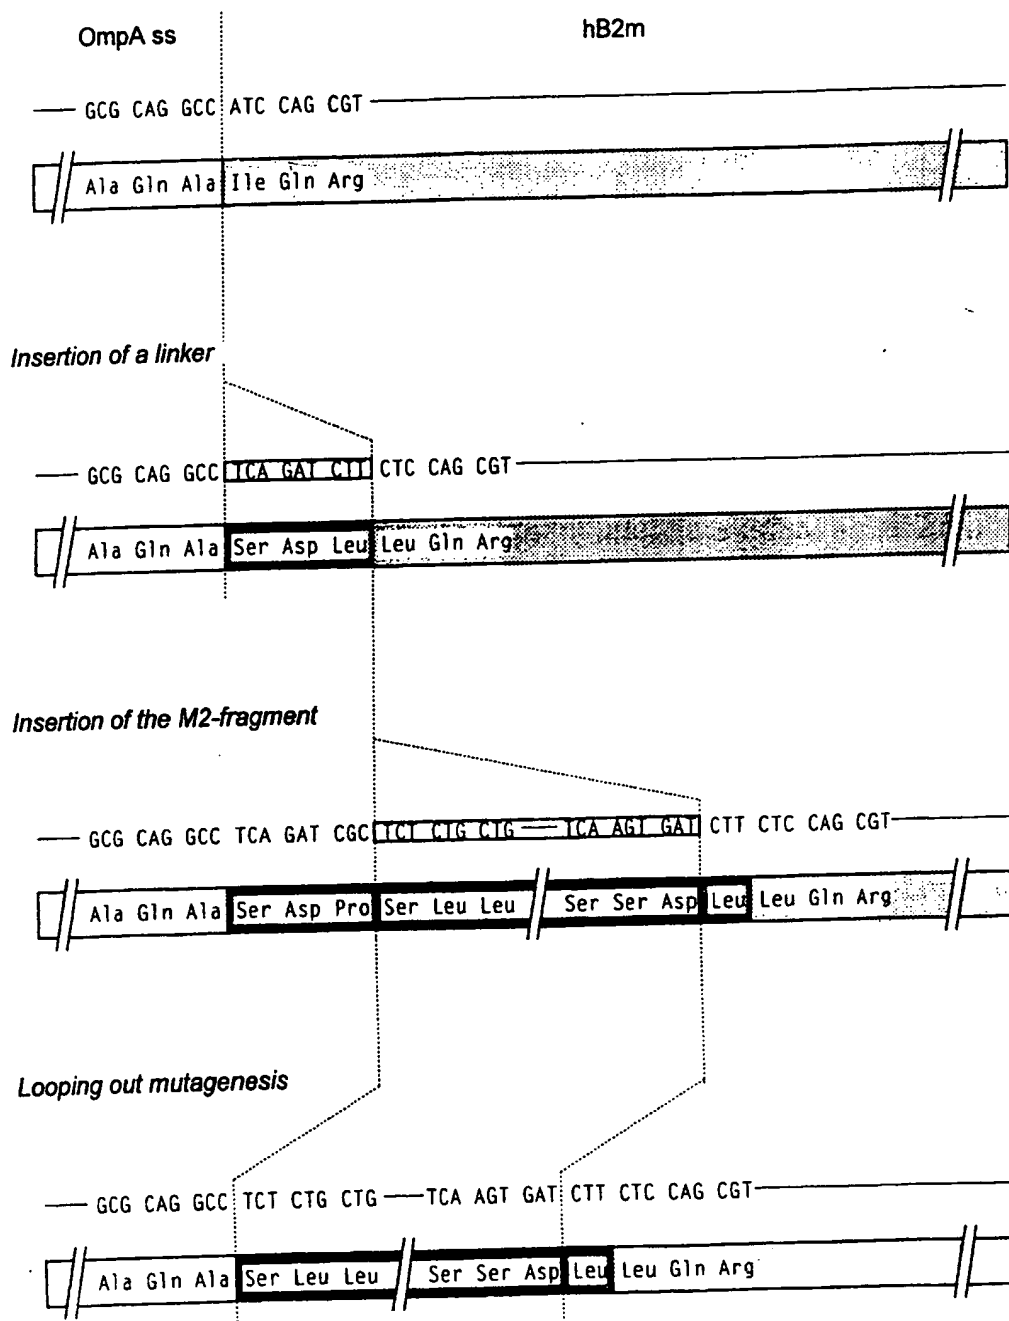 OmpA ss hB2m
GCG CAG GCC ATC CAG CGT
Ala Gln Ala Ile Gln Arg
Insertion of a linker
GCG CAG GCC TCA GAT CTT CTC CAG CGT
Ala Gln Ala Ser Asp Leu Leu Gln Arg
Insertion of the M2-fragment
GCG CAG GCC TCA GAT CGC TCT CTG CTG TCA AGT GAT CTT CTC CAG CGT
Ala Gln Ala Ser Asp Pro Ser Leu Leu Ser Ser Asp Leu Leu Gln Arg
Looping out mutagenesis
GCG CAG GCC TCT CTG CTG TCA AGT GAT CTT CTC CAG CGT
Ala Gln Ala Ser Leu Leu Ser Ser Asp Leu Leu Gln Arg